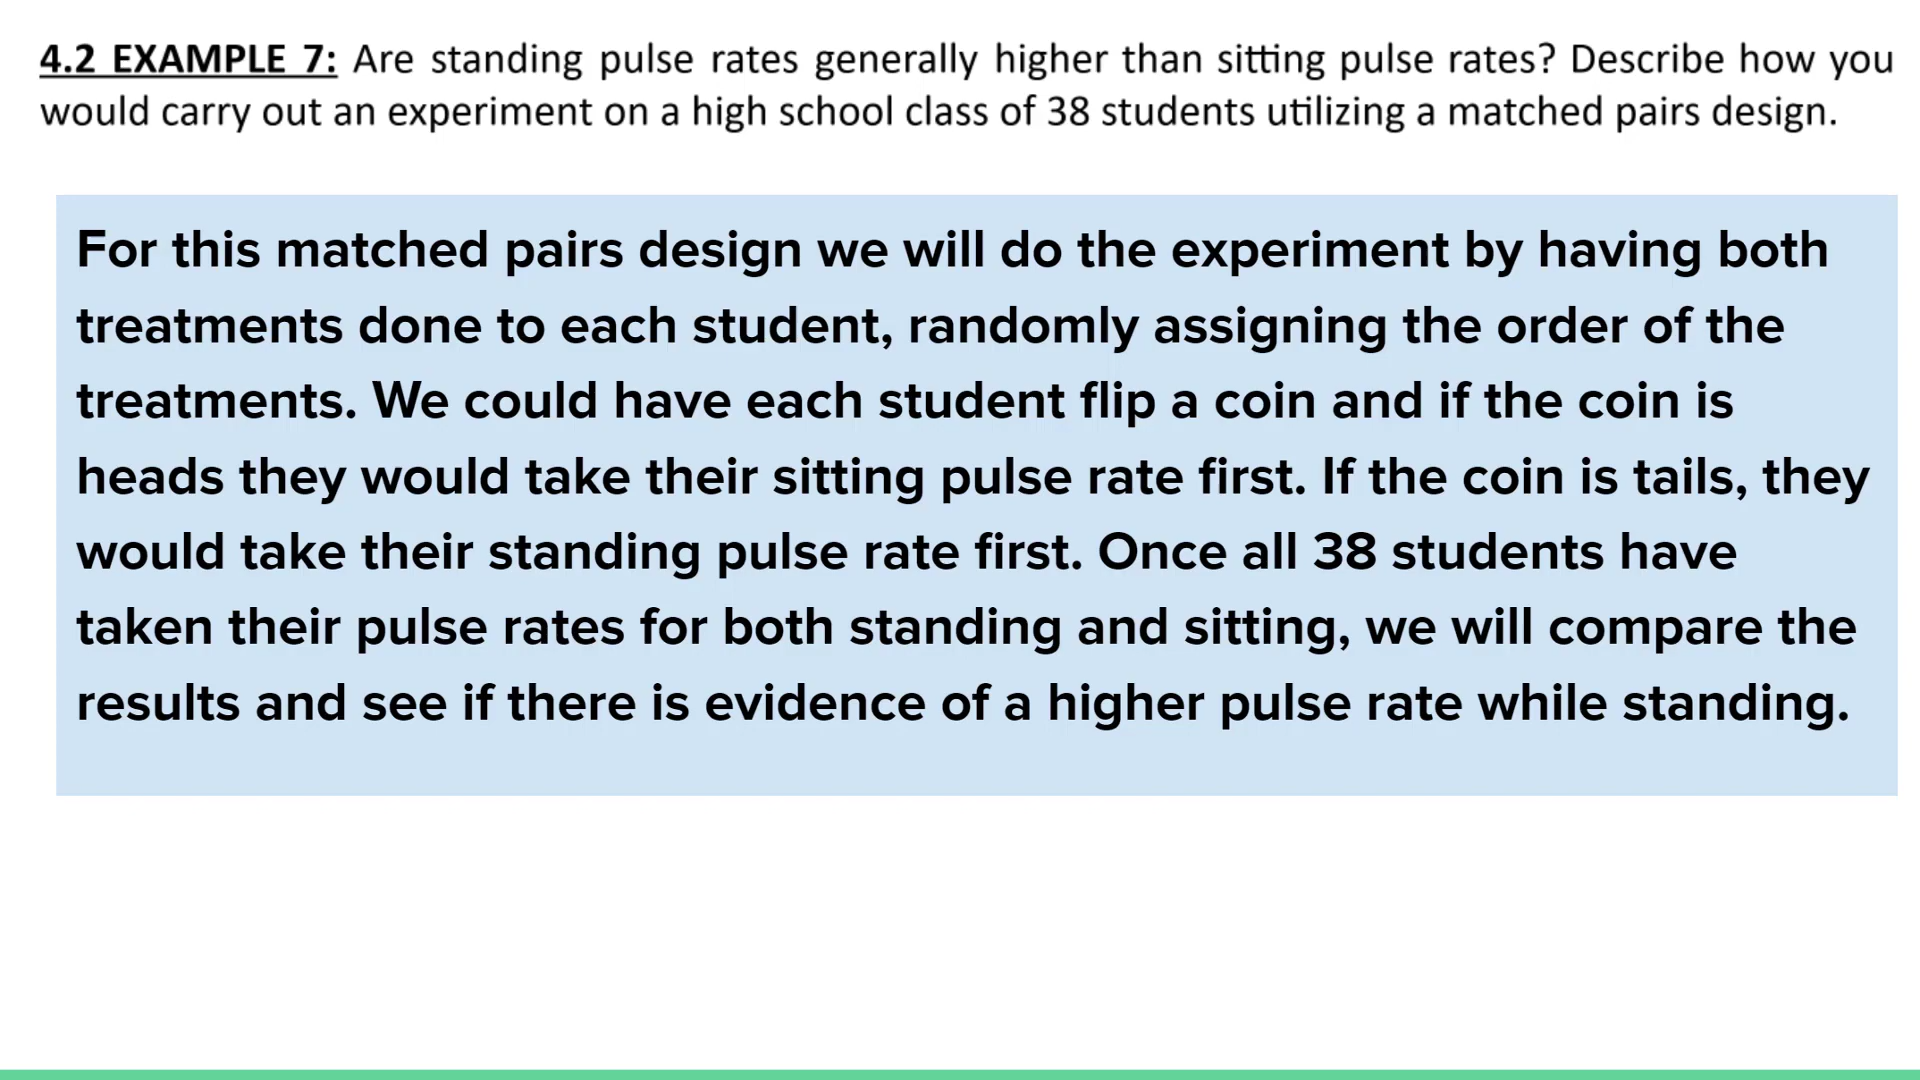 4.2 EXAMPLE 7: Are standing pulse rates generally higher than sitting pulse rates? Describe how you
would carry out an experiment on a high school class of 38 students utilizing a matched pairs design.
For this matched pairs design we will do the experiment by having both
treatments done to each student, randomly assigning the order of the
treatments. We could have each student flip a coin and if the coin is
heads they would take their sitting pulse rate first. If the coin is tails, they
would take their standing pulse rate first. Once all 38 students have
taken their pulse rates for both standing and sitting, we will compare the
results and see if there is evidence of a higher pulse rate while standing.